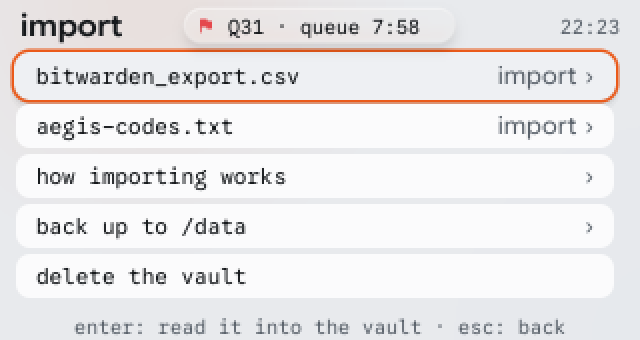 import
Q31 · queue 7:58
22:23
bitwarden_export.csv import ›
aegis-codes.txt import ›
how importing works ›
back up to /data ›
delete the vault
enter: read it into the vault · esc: back